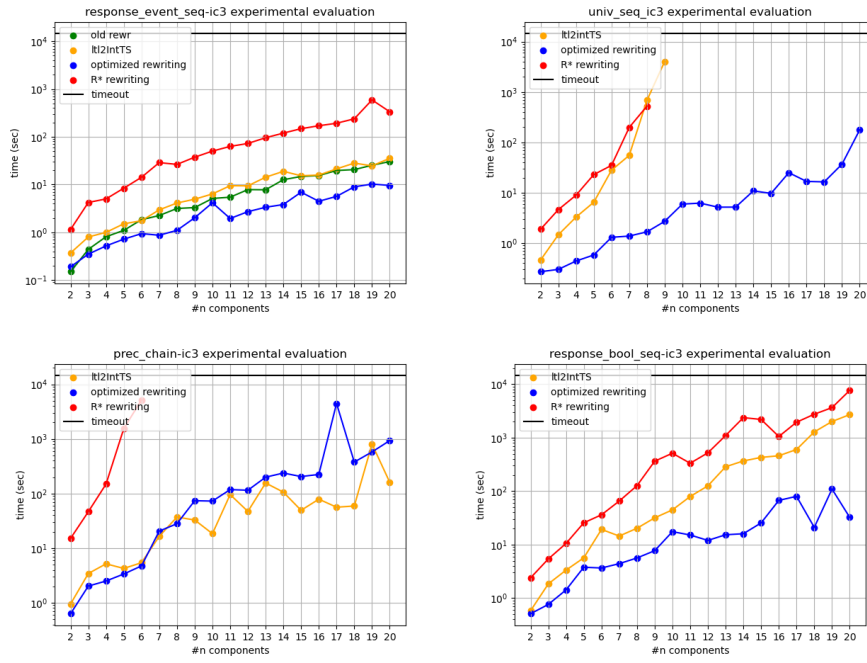 response_event_seq-ic3 experimental evaluation
old rewr
ltl2IntTS
optimized rewriting
R* rewriting
timeout
time (sec)
10^4
10^3
10^2
10^1
10^0
10^-1
2 3 4 5 6 7 8 9 10 11 12 13 14 15 16 17 18 19 20
#n components
univ_seq_ic3 experimental evaluation
ltl2IntTS
optimized rewriting
R* rewriting
timeout
time (sec)
10^4
10^3
10^2
10^1
10^0
2 3 4 5 6 7 8 9 10 11 12 13 14 15 16 17 18 19 20
#n components
prec_chain-ic3 experimental evaluation
ltl2IntTS
optimized rewriting
R* rewriting
timeout
time (sec)
10^4
10^3
10^2
10^1
10^0
2 3 4 5 6 7 8 9 10 11 12 13 14 15 16 17 18 19 20
#n components
response_bool_seq-ic3 experimental evaluation
ltl2IntTS
optimized rewriting
R* rewriting
timeout
time (sec)
10^4
10^3
10^2
10^1
10^0
2 3 4 5 6 7 8 9 10 11 12 13 14 15 16 17 18 19 20
#n components